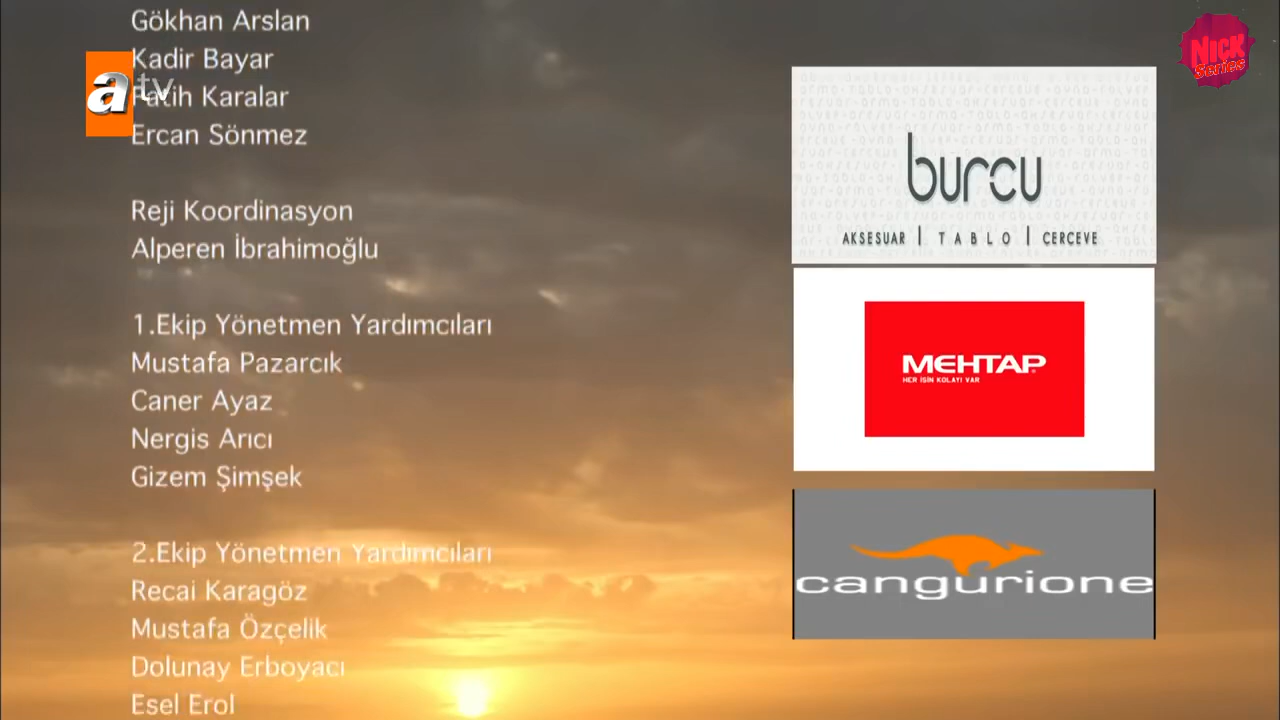 Gökhan Arslan
Kadir Bayar
Fatih Karalar
Ercan Sönmez
Reji Koordinasyon
Alperen İbrahimoğlu
1.Ekip Yönetmen Yardımcıları
Mustafa Pazarcık
Caner Ayaz
Nergis Arıcı
Gizem Şimşek
2.Ekip Yönetmen Yardımcıları
Recai Karagöz
Mustafa Özçelik
Dolunay Erboyacı
Esel Erol
atv
NICK
Series
burcu
AKSESUAR | TABLO | CERCEVE
MEHTAP
HER İŞİN KOLAYI VAR
cangurione